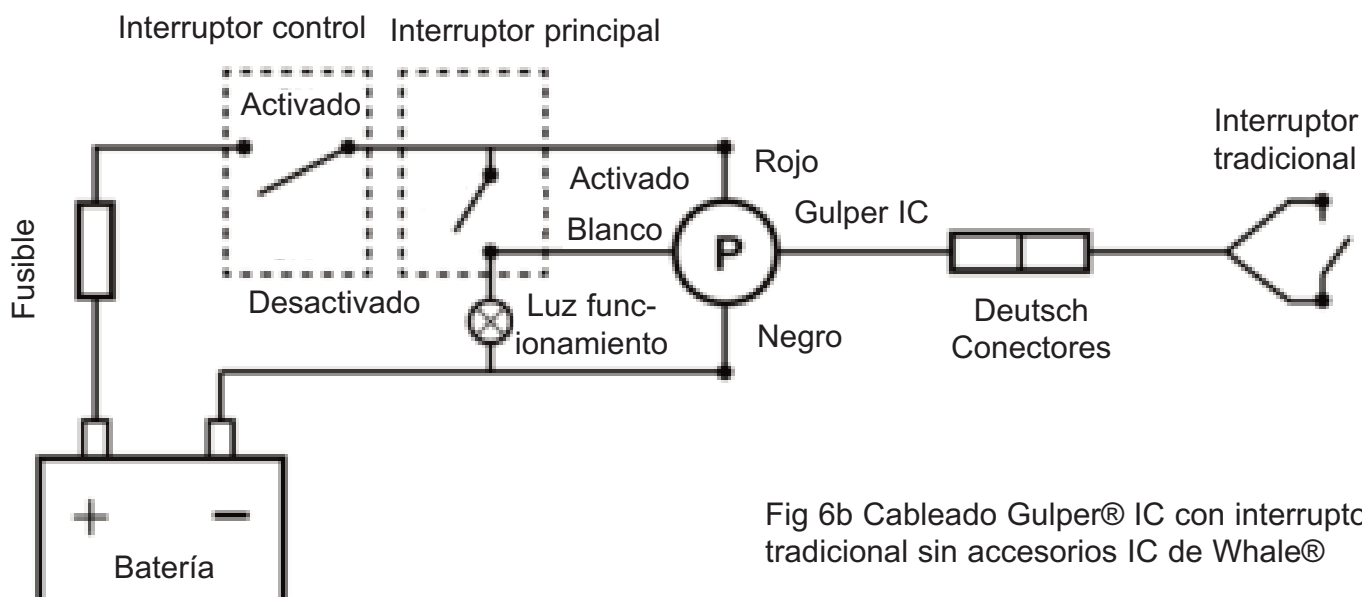 Interruptor control
Interruptor principal
Activado
Interruptor
tradicional
Rojo
Activado
Fusible
Gulper IC
Blanco
P
Desactivado
Luz func-
ionamiento
Deutsch
Conectores
Negro
+
−
Batería
Fig 6b Cableado Gulper® IC con interrupto
tradicional sin accesorios IC de Whale®